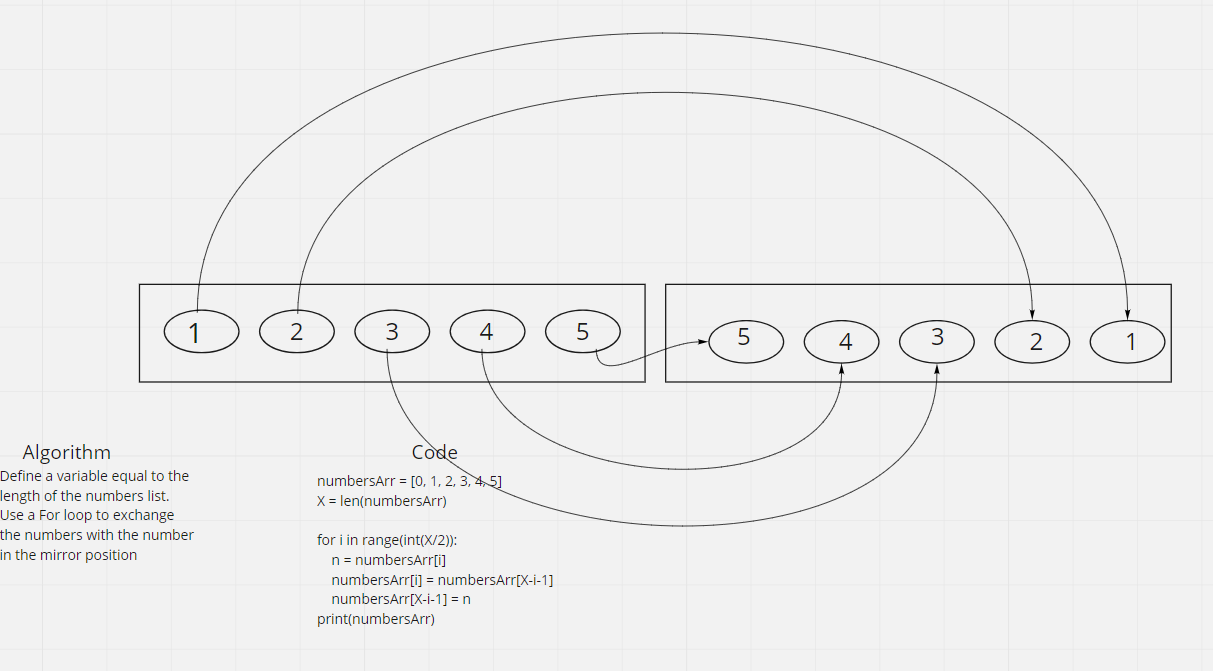 1 2 3 4 5 5 4 3 2 1
Algorithm
Define a variable equal to the
length of the numbers list.
Use a For loop to exchange
the numbers with the number
in the mirror position
Code
numbersArr = [0, 1, 2, 3, 4, 5]
X = len(numbersArr)
for i in range(int(X/2)):
n = numbersArr[i]
numbersArr[i] = numbersArr[X-i-1]
numbersArr[X-i-1] = n
print(numbersArr)